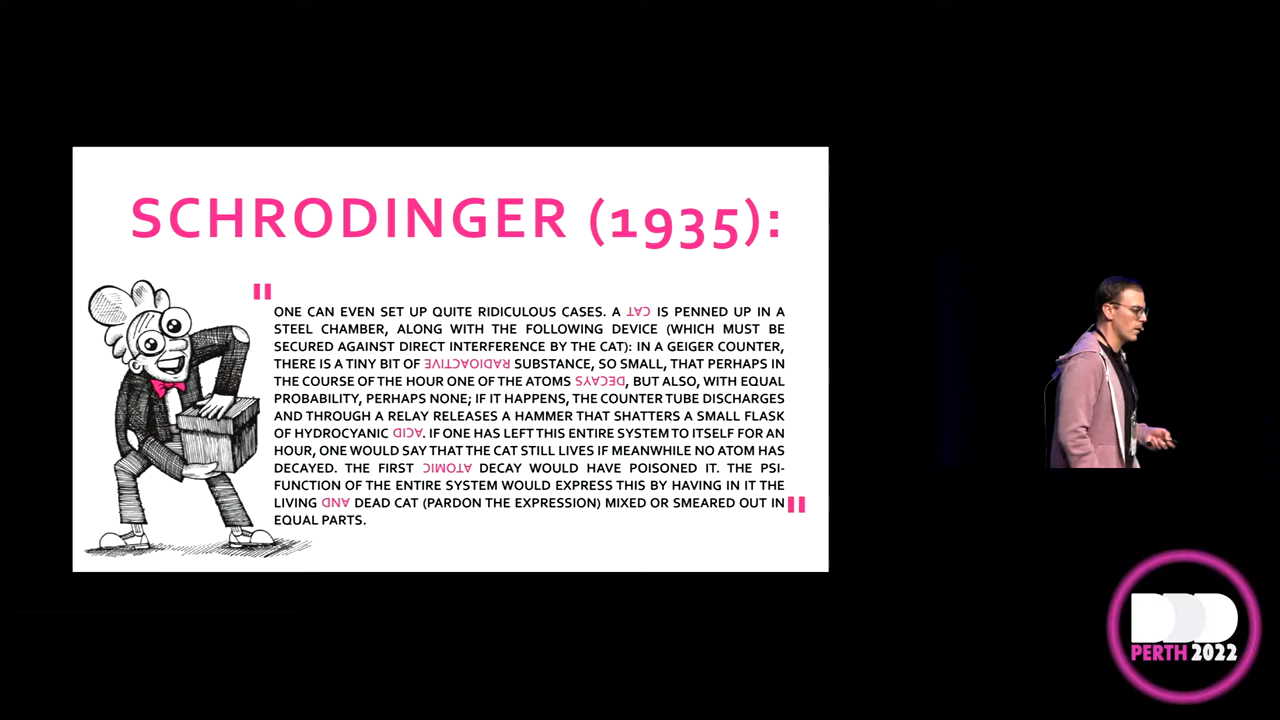 SCHRODINGER (1935):
"ONE CAN EVEN SET UP QUITE RIDICULOUS CASES. A CAT IS PENNED UP IN A
STEEL CHAMBER, ALONG WITH THE FOLLOWING DEVICE (WHICH MUST BE
SECURED AGAINST DIRECT INTERFERENCE BY THE CAT): IN A GEIGER COUNTER,
THERE IS A TINY BIT OF RADIOACTIVE SUBSTANCE, SO SMALL, THAT PERHAPS IN
THE COURSE OF THE HOUR ONE OF THE ATOMS DECAYS, BUT ALSO, WITH EQUAL
PROBABILITY, PERHAPS NONE; IF IT HAPPENS, THE COUNTER TUBE DISCHARGES
AND THROUGH A RELAY RELEASES A HAMMER THAT SHATTERS A SMALL FLASK
OF HYDROCYANIC ACID. IF ONE HAS LEFT THIS ENTIRE SYSTEM TO ITSELF FOR AN
HOUR, ONE WOULD SAY THAT THE CAT STILL LIVES IF MEANWHILE NO ATOM HAS
DECAYED. THE FIRST ATOMIC DECAY WOULD HAVE POISONED IT. THE PSI-
FUNCTION OF THE ENTIRE SYSTEM WOULD EXPRESS THIS BY HAVING IN IT THE
LIVING AND DEAD CAT (PARDON THE EXPRESSION) MIXED OR SMEARED OUT IN
EQUAL PARTS."
DDD
PERTH 2022